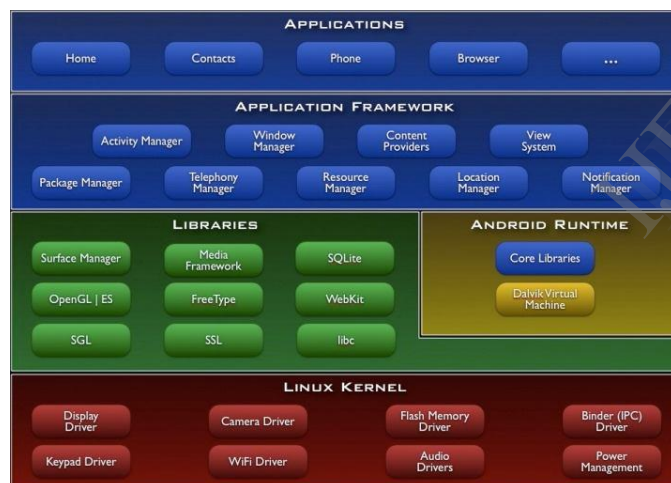 APPLICATIONS
Home Contacts Phone Browser ...
APPLICATION FRAMEWORK
Activity Manager Window Manager Content Providers View System
Package Manager Telephony Manager Resource Manager Location Manager Notification Manager
LIBRARIES
Surface Manager Media Framework SQLite
OpenGL | ES FreeType WebKit
SGL SSL libc
ANDROID RUNTIME
Core Libraries
Dalvik Virtual Machine
LINUX KERNEL
Display Driver Camera Driver Flash Memory Driver Binder (IPC) Driver
Keypad Driver WiFi Driver Audio Drivers Power Management